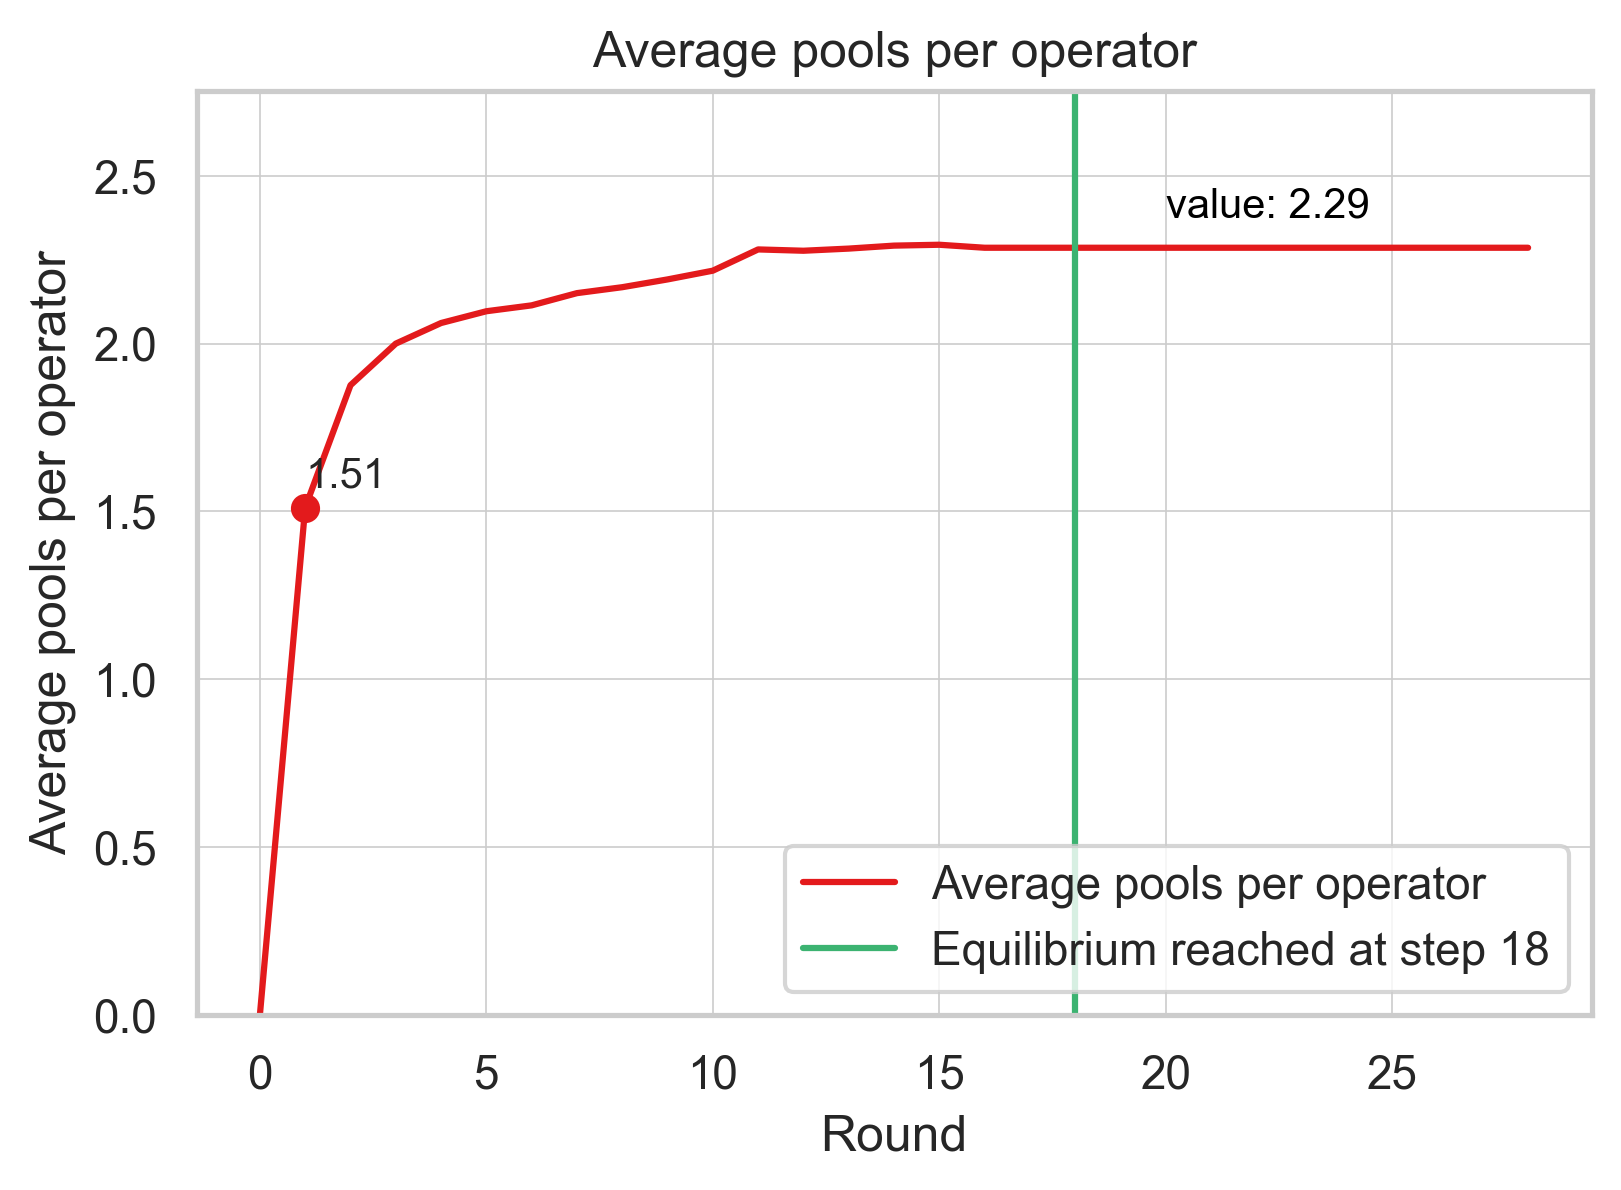 Average pools per operator
Average pools per operator
2.5
2.0
1.5
1.0
0.5
0.0
value: 2.29
1.51
Average pools per operator
Equilibrium reached at step 18
0 5 10 15 20 25
Round